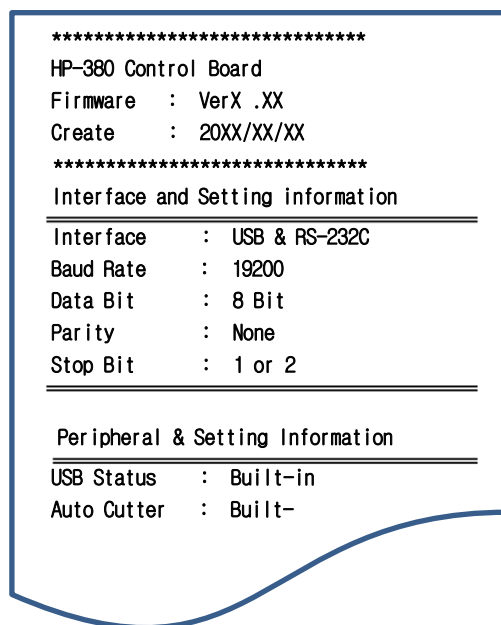 ******************************
HP-380 Control Board
Firmware : VerX .XX
Create : 20XX/XX/XX
******************************
Interface and Setting information
Interface : USB & RS-232C
Baud Rate : 19200
Data Bit : 8 Bit
Parity : None
Stop Bit : 1 or 2
Peripheral & Setting Information
USB Status : Built-in
Auto Cutter : Built-